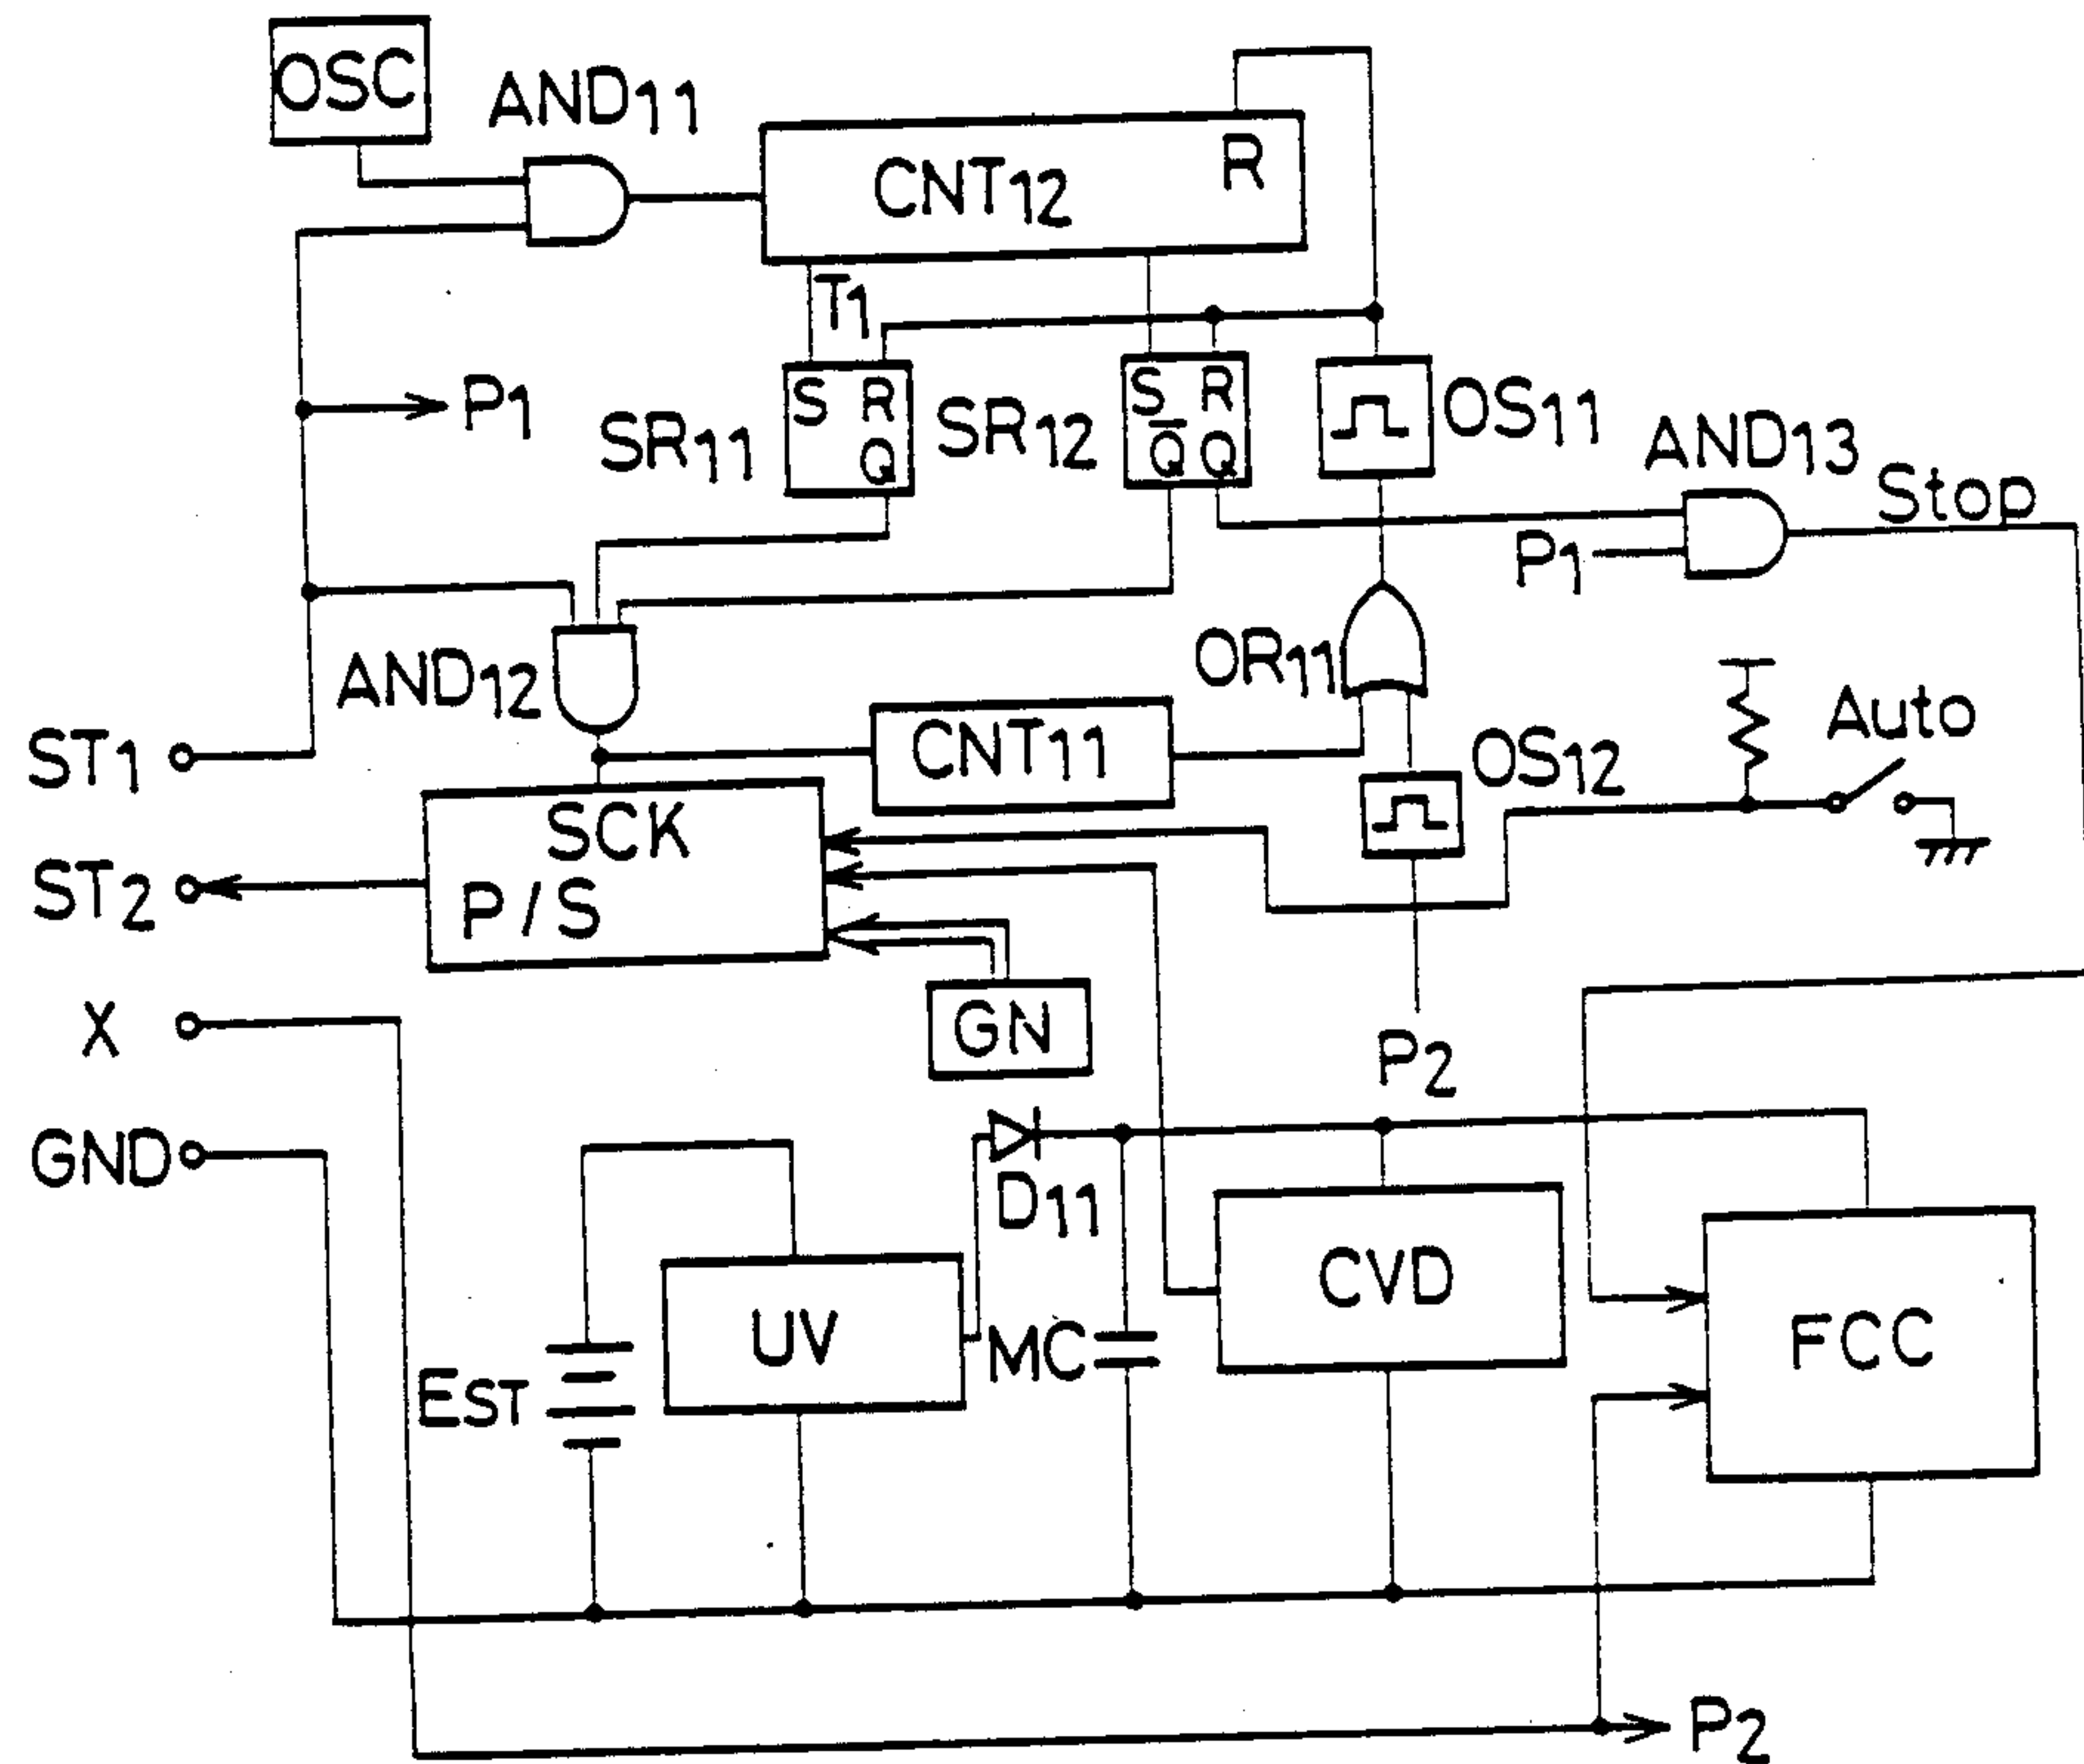 OSC
AND11
CNT12
R
T1
P1
S R
Q
SR11
S R
Q̅ Q
SR12
OS11
AND13
Stop
P1
AND12
OR11
ST1
CNT11
OS12
Auto
SCK
P/S
ST2
GN
X
P2
GND
D11
UV
MC
CVD
FCC
EST
P2